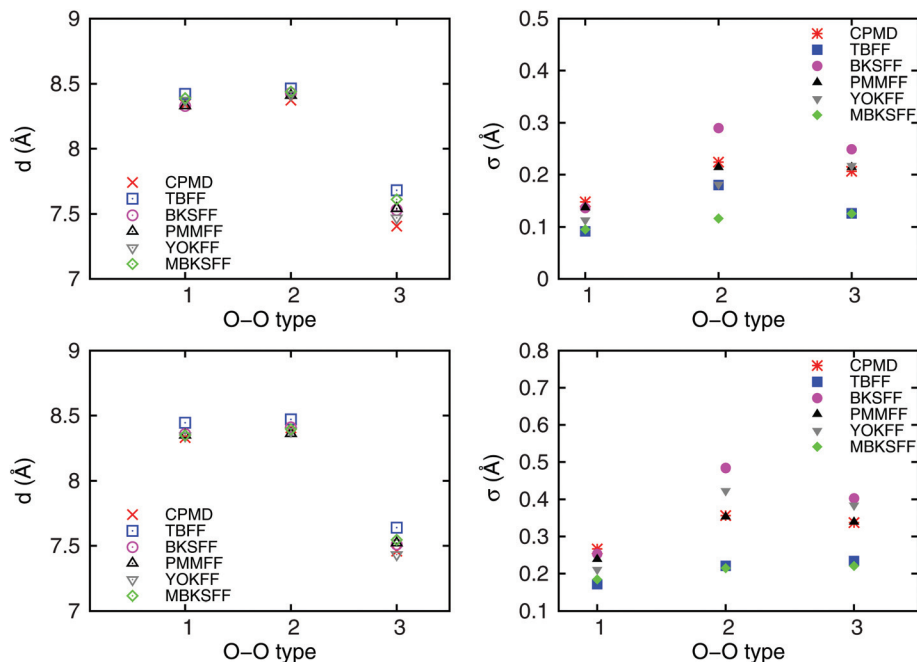 9
8.5
8
7.5
7
d (Å)
1 2 3
O–O type
CPMD
TBFF
BKSFF
PMMFF
YOKFF
MBKSFF
0.5
0.4
0.3
0.2
0.1
0
σ (Å)
1 2 3
O–O type
CPMD
TBFF
BKSFF
PMMFF
YOKFF
MBKSFF
9
8.5
8
7.5
7
d (Å)
1 2 3
O–O type
CPMD
TBFF
BKSFF
PMMFF
YOKFF
MBKSFF
0.8
0.7
0.6
0.5
0.4
0.3
0.2
0.1
σ (Å)
1 2 3
O–O type
CPMD
TBFF
BKSFF
PMMFF
YOKFF
MBKSFF